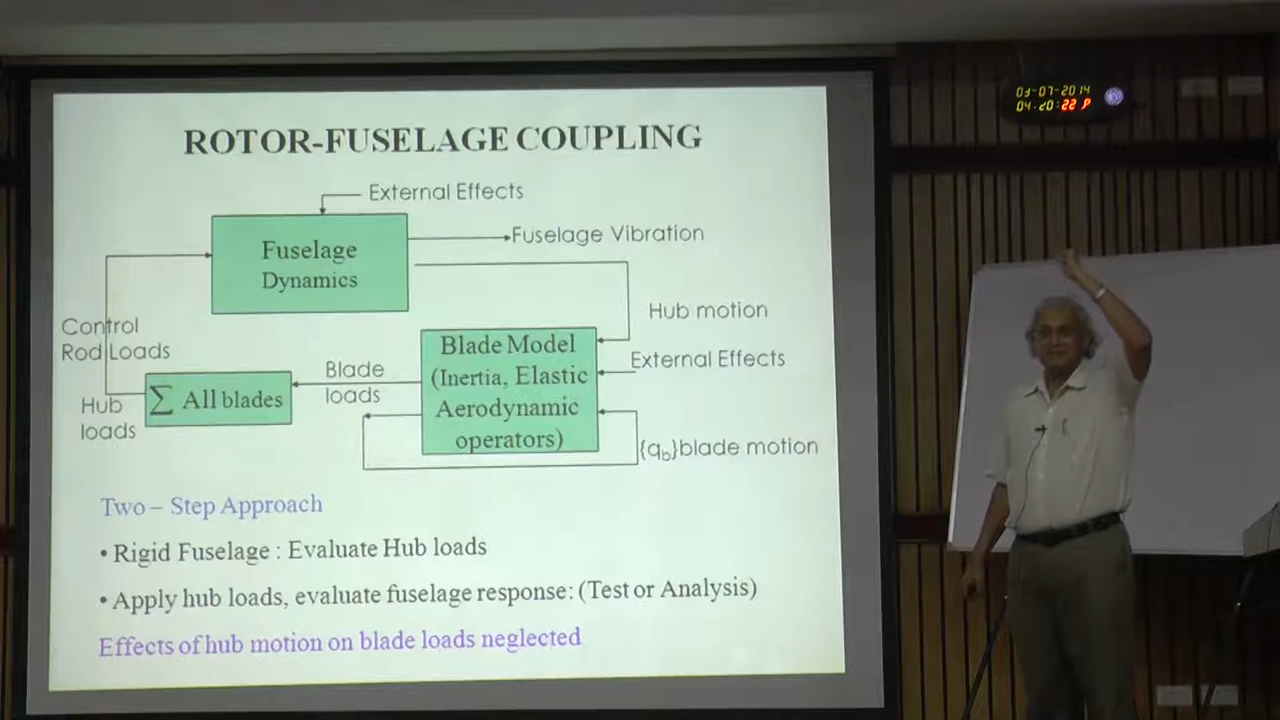 03-07-2014
04-20:22 P
ROTOR-FUSELAGE COUPLING
External Effects
Fuselage
Dynamics
Fuselage Vibration
Hub motion
Control
Rod Loads
Blade Model
(Inertia, Elastic
Aerodynamic
operators)
External Effects
Blade
loads
∑ All blades
Hub
loads
{qb}blade motion
Two – Step Approach
• Rigid Fuselage : Evaluate Hub loads
• Apply hub loads, evaluate fuselage response: (Test or Analysis)
Effects of hub motion on blade loads neglected